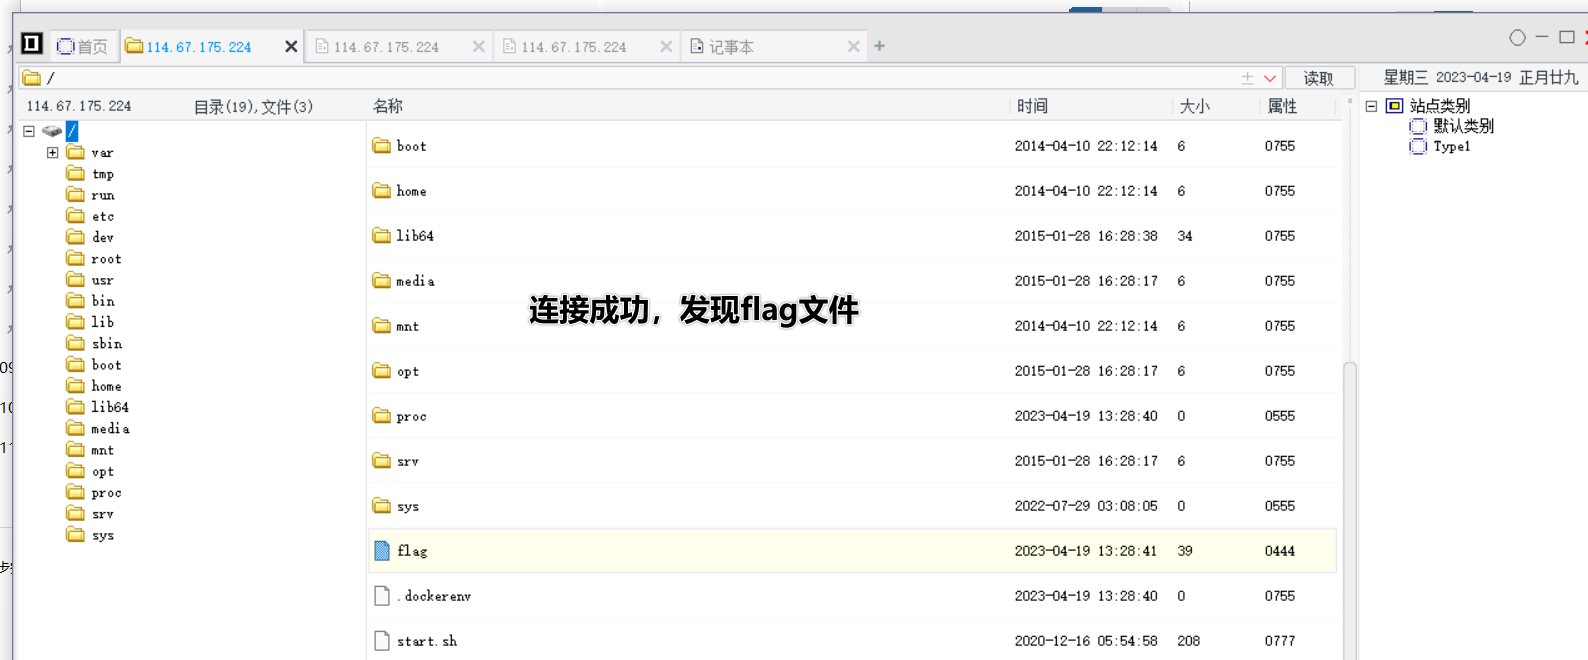 首页 114.67.175.224 114.67.175.224 114.67.175.224 记事本
/ 读取 星期三 2023-04-19 正月廿九
114.67.175.224 目录(19),文件(3) 名称 时间 大小 属性
/
var
tmp
run
etc
dev
root
usr
bin
lib
sbin
boot
home
lib64
media
mnt
opt
proc
srv
sys
boot 2014-04-10 22:12:14 6 0755
home 2014-04-10 22:12:14 6 0755
lib64 2015-01-28 16:28:38 34 0755
media 2015-01-28 16:28:17 6 0755
连接成功，发现flag文件
mnt 2014-04-10 22:12:14 6 0755
opt 2015-01-28 16:28:17 6 0755
proc 2023-04-19 13:28:40 0 0555
srv 2015-01-28 16:28:17 6 0755
sys 2022-07-29 03:08:05 0 0555
flag 2023-04-19 13:28:41 39 0444
.dockerenv 2023-04-19 13:28:40 0 0755
start.sh 2020-12-16 05:54:58 208 0777
站点类别
默认类别
Type1
09
10
11